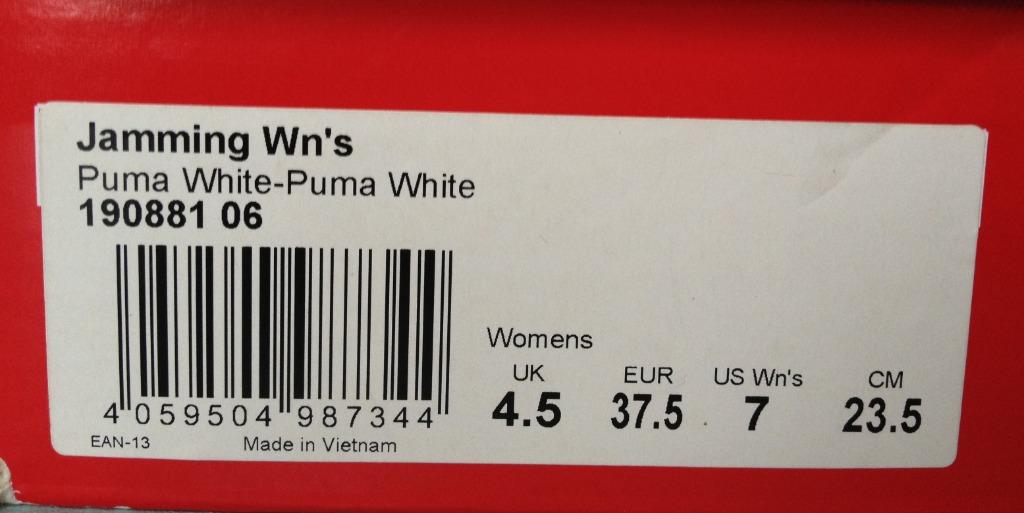 Jamming Wn's
Puma White-Puma White
190881 06
4 059504 987344
EAN-13 Made in Vietnam
Womens
UK EUR US Wn's CM
4.5 37.5 7 23.5